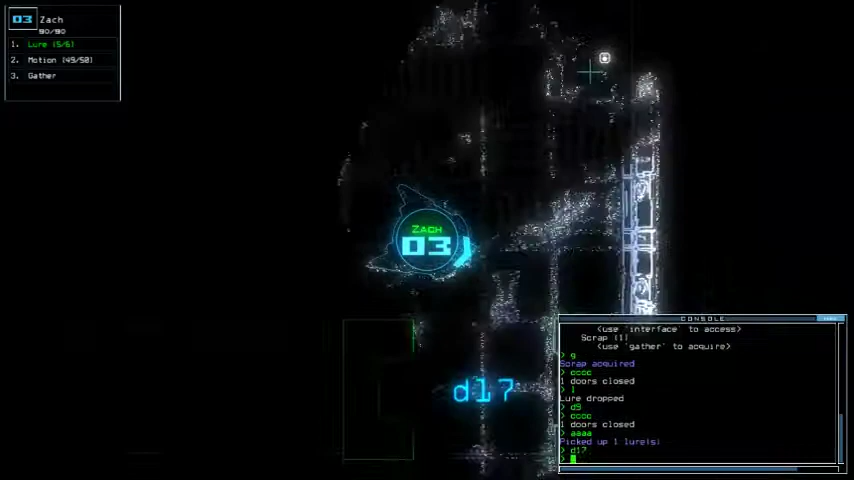 03 Zach
90/90
1. Lure (5/6)
2. Motion (49/50)
3. Gather
ZACH
03
d17
CONSOLE
<use 'interface' to access>
Scrap [1]
<use 'gather' to acquire>
> g
Scrap acquired
> cccc
1 doors closed
> l
Lure dropped
> d9
> cccc
1 doors closed
> aaaa
Picked up 1 lure(s)
> d17
>